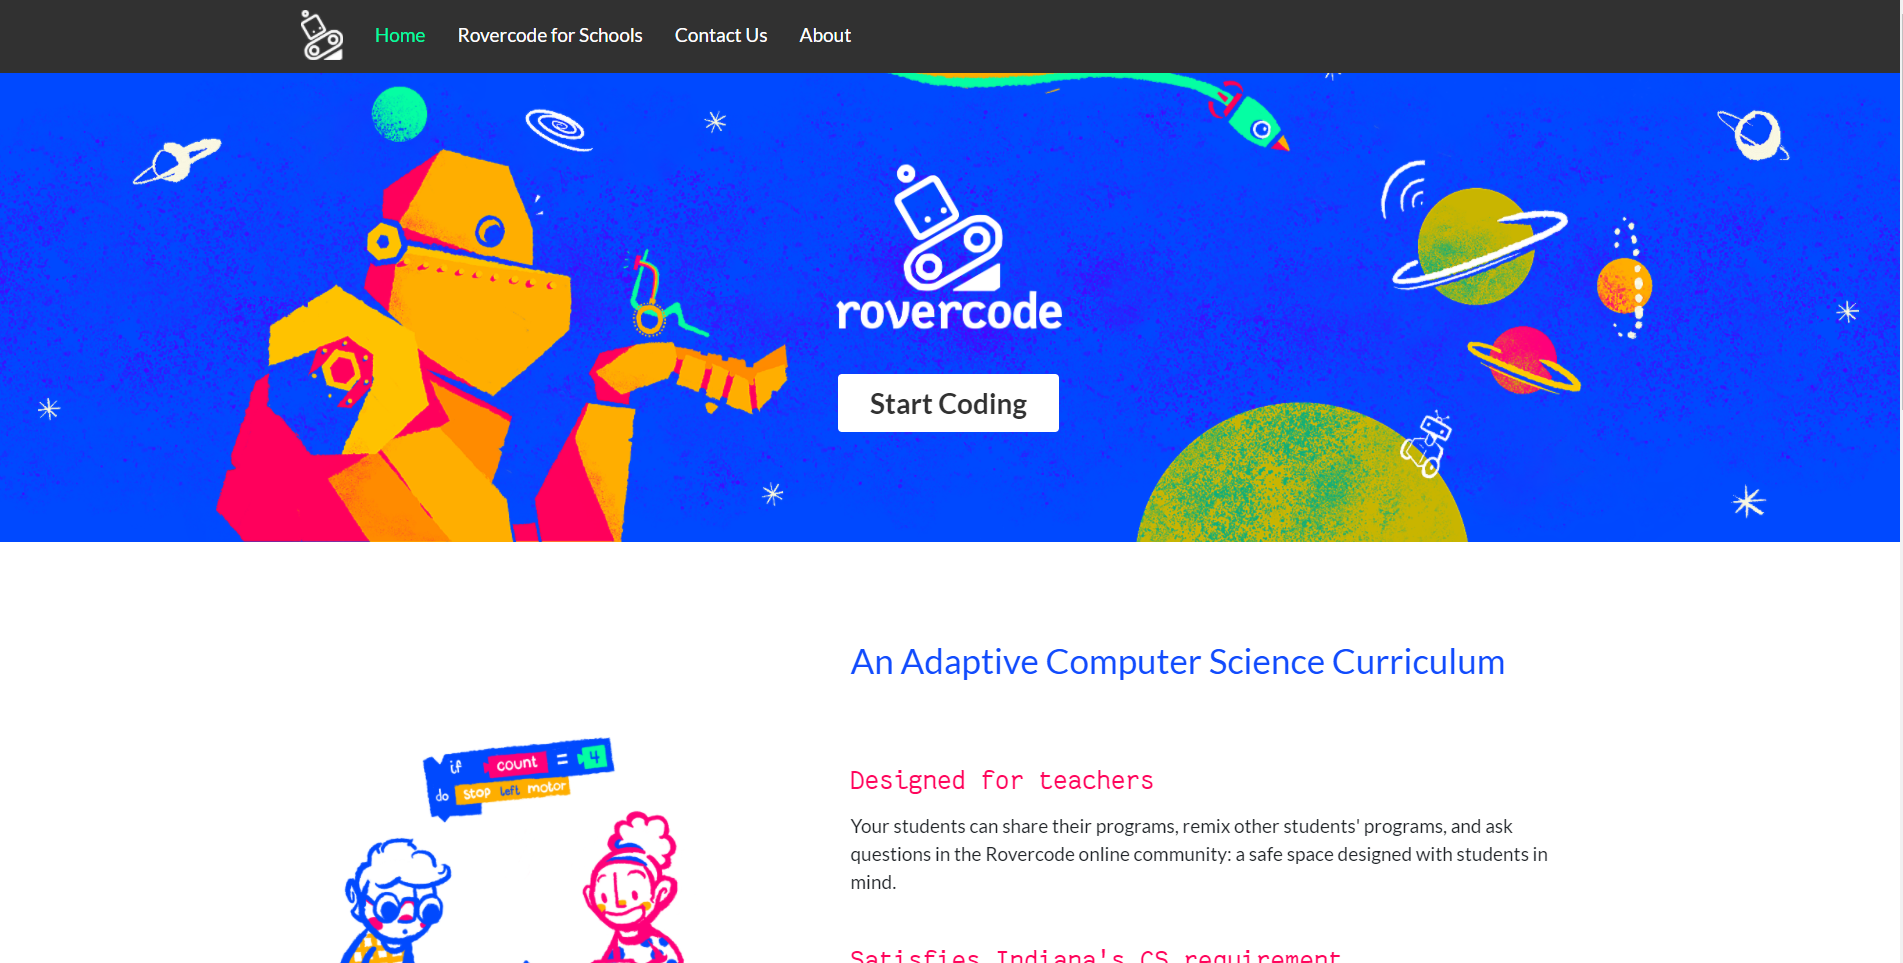 Home Rovercode for Schools Contact Us About
rovercode
Start Coding
An Adaptive Computer Science Curriculum
if count = 4
do stop left motor
Designed for teachers
Your students can share their programs, remix other students' programs, and ask
questions in the Rovercode online community: a safe space designed with students in
mind.
Satisfies Indiana's CS requirement